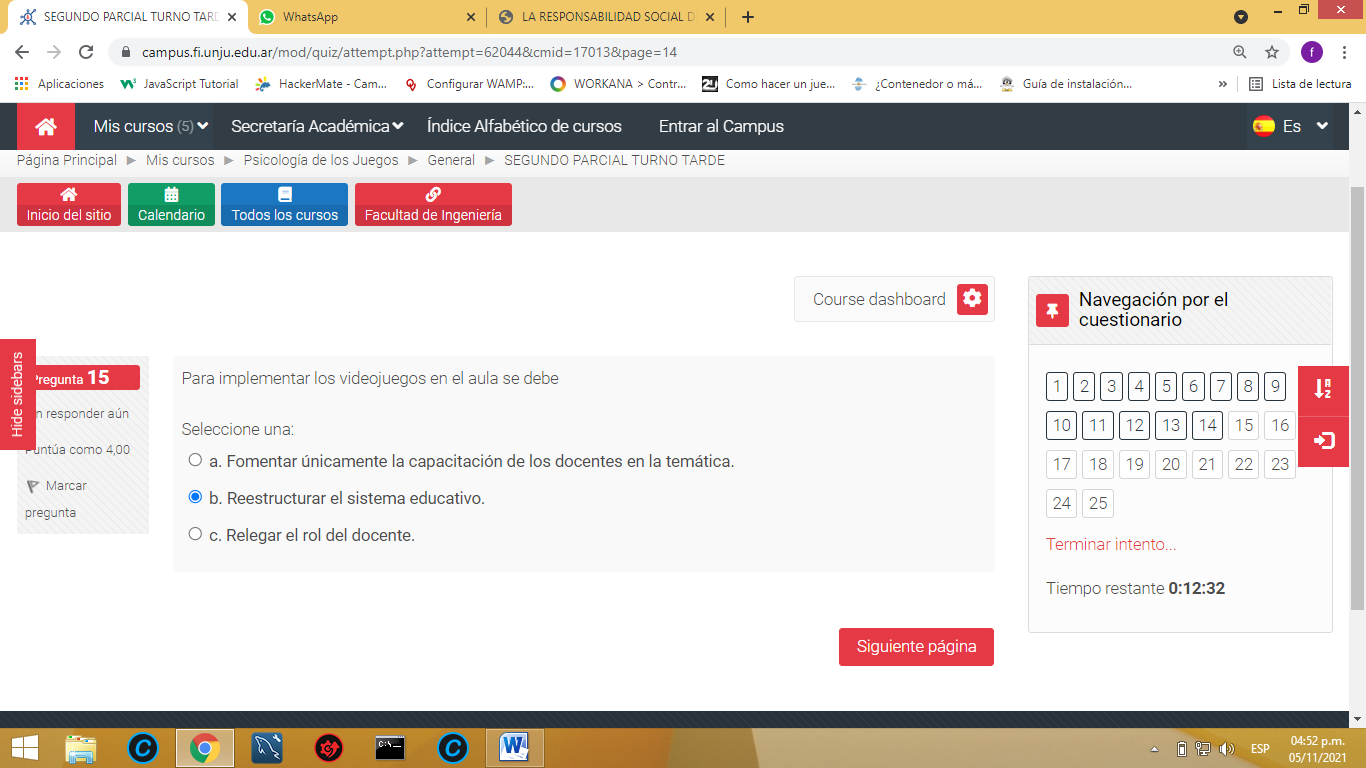 SEGUNDO PARCIAL TURNO TARD
WhatsApp
LA RESPONSABILIDAD SOCIAL D
campus.fi.unju.edu.ar/mod/quiz/attempt.php?attempt=62044&cmid=17013&page=14
f
Aplicaciones
JavaScript Tutorial
HackerMate - Cam...
Configurar WAMP:...
WORKANA > Contr...
Como hacer un jue...
¿Contenedor o má...
Guía de instalación...
»
Lista de lectura
Mis cursos (5)
Secretaría Académica
Índice Alfabético de cursos
Entrar al Campus
Es
Página Principal ► Mis cursos ► Psicología de los Juegos ► General ► SEGUNDO PARCIAL TURNO TARDE
Inicio del sitio
Calendario
Todos los cursos
Facultad de Ingeniería
Course dashboard
Navegación por el
cuestionario
Hide sidebars
Pregunta 15
n responder aún
Puntúa como 4,00
Marcar
pregunta
Para implementar los videojuegos en el aula se debe
Seleccione una:
a. Fomentar únicamente la capacitación de los docentes en la temática.
b. Reestructurar el sistema educativo.
c. Relegar el rol del docente.
1 2 3 4 5 6 7 8 9
10 11 12 13 14 15 16
17 18 19 20 21 22 23
24 25
Terminar intento...
Tiempo restante 0:12:32
Siguiente página
ESP
04:52 p.m.
05/11/2021